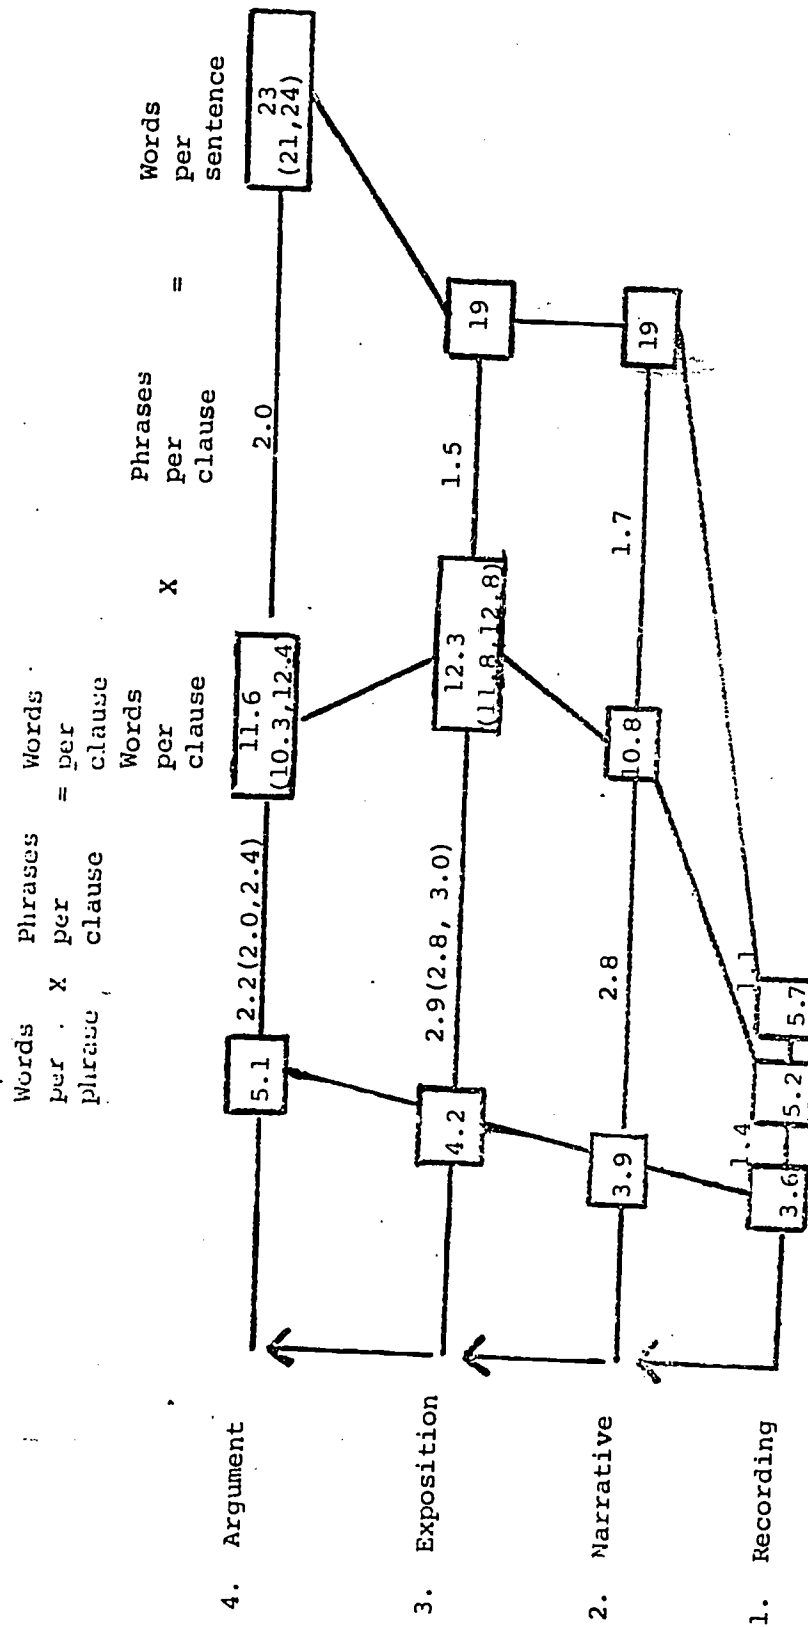 Words Phrases Words
per . X per = per
phrase clause clause
Words Phrases Words
per X per = per
clause clause sentence
4. Argument 5.1 2.2(2.0,2.4) 11.6 2.0 23
(10.3,12.4 (21,24)
3. Exposition 4.2 2.9(2.8, 3.0) 12.3 1.5 19
(11.8,12.8)
2. Narrative 3.9 2.8 10.8 1.7 19
1. Recording 3.6 1.4 5.2 1.1 5.7